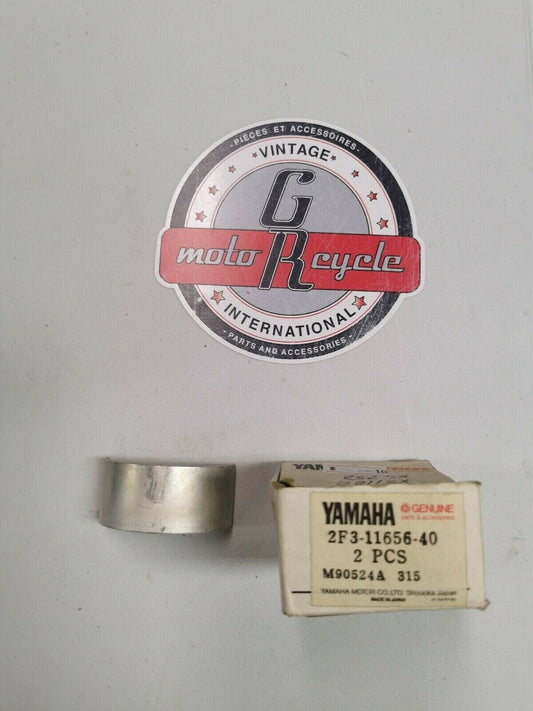 - PIÈCES ET ACCESSOIRES -
★VINTAGE★
GR
moto cycle
★INTERNATIONAL★
- PARTS AND ACCESSORIES -
YAMAHA GENUINE
parts & accessories
2F3-11656-40
2 PCS
M90524A 315
YAMAHA MOTOR CO., LTD. Shizuoka Japan
MADE IN JAPAN